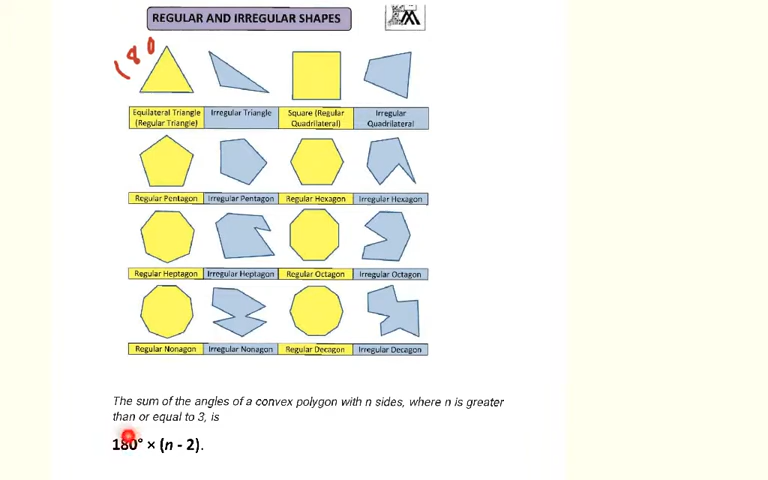 REGULAR AND IRREGULAR SHAPES
180
Equilateral Triangle (Regular Triangle)
Irregular Triangle
Square (Regular Quadrilateral)
Irregular Quadrilateral
Regular Pentagon
Irregular Pentagon
Regular Hexagon
Irregular Hexagon
Regular Heptagon
Irregular Heptagon
Regular Octagon
Irregular Octagon
Regular Nonagon
Irregular Nonagon
Regular Decagon
Irregular Decagon
The sum of the angles of a convex polygon with n sides, where n is greater
than or equal to 3, is
180° × (n - 2).